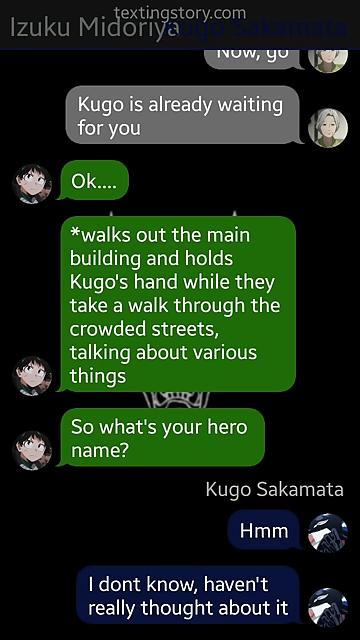 textingstory.com
Izuku Midoriya
Kugo Sakamata
Now, go
Kugo is already waiting
for you
Ok....
*walks out the main
building and holds
Kugo's hand while they
take a walk through the
crowded streets,
talking about various
things
So what's your hero
name?
Kugo Sakamata
Hmm
I dont know, haven't
really thought about it